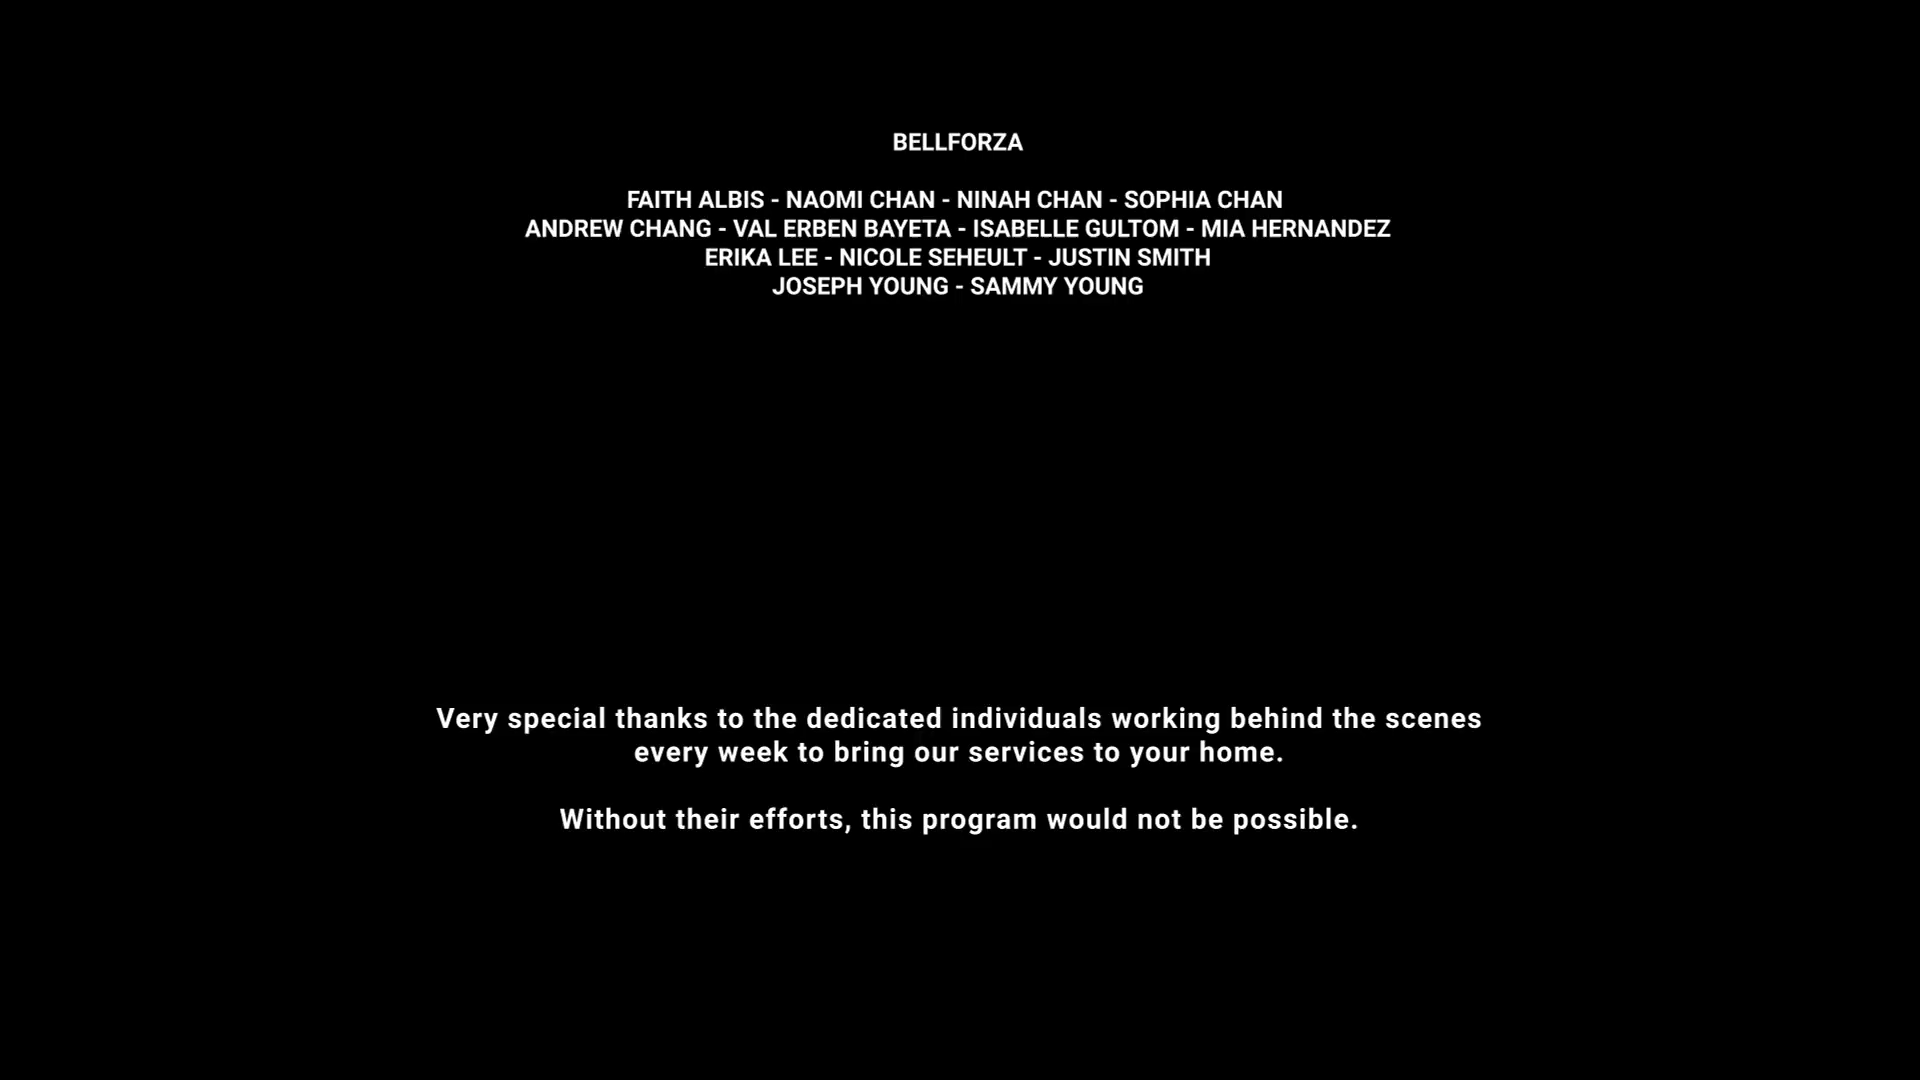 BELLFORZA
FAITH ALBIS - NAOMI CHAN - NINAH CHAN - SOPHIA CHAN
ANDREW CHANG - VAL ERBEN BAYETA - ISABELLE GULTOM - MIA HERNANDEZ
ERIKA LEE - NICOLE SEHEULT - JUSTIN SMITH
JOSEPH YOUNG - SAMMY YOUNG
Very special thanks to the dedicated individuals working behind the scenes
every week to bring our services to your home.
Without their efforts, this program would not be possible.